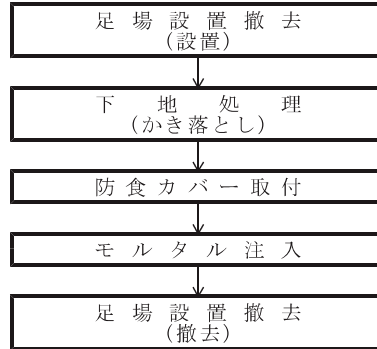 足場設置撤去
(設置)
下地処理
(かき落とし)
防食カバー取付
モルタル注入
足場設置撤去
(撤去)